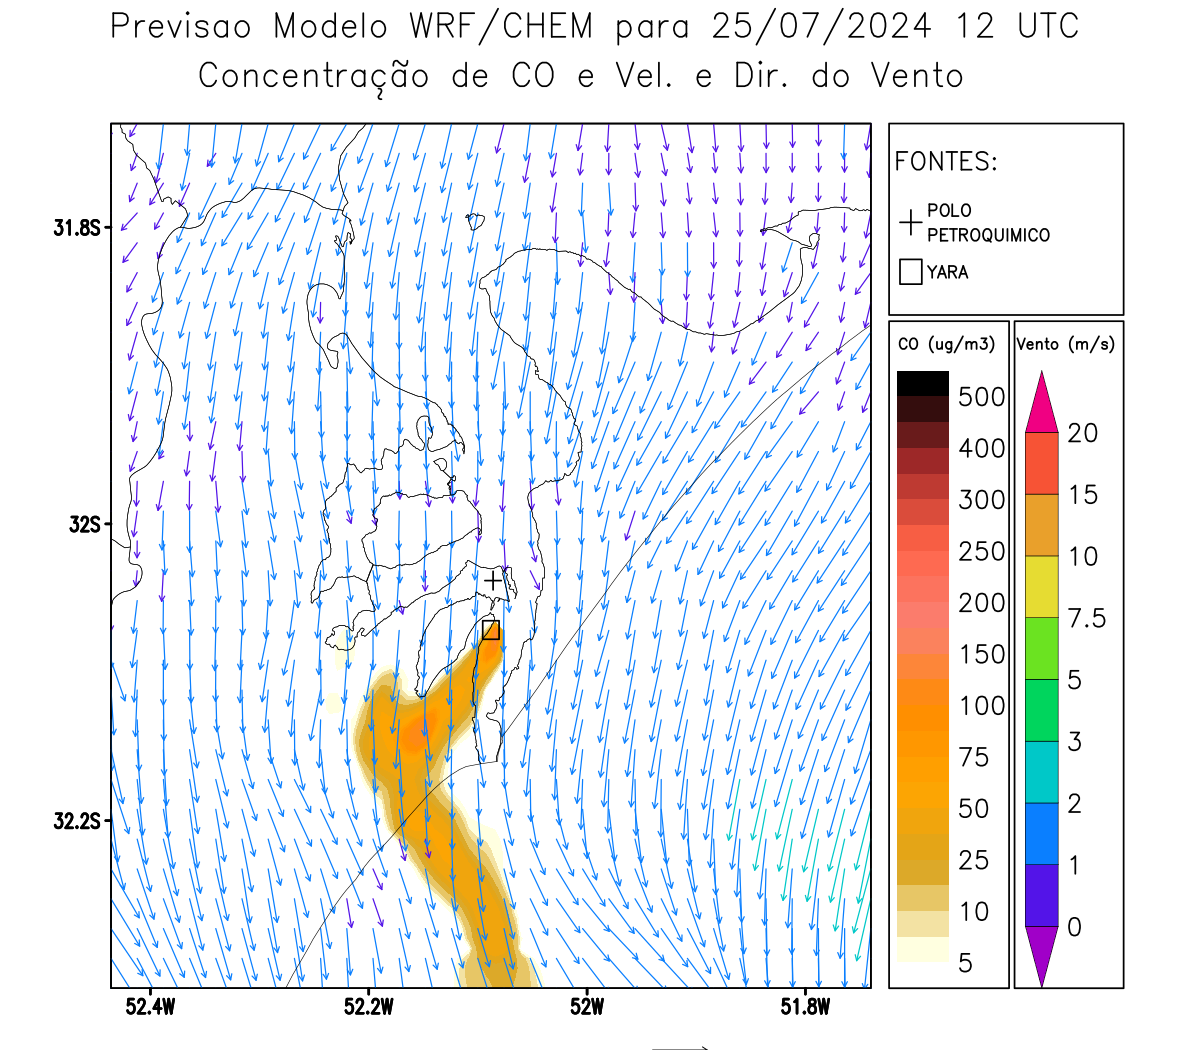 Previsao Modelo WRF/CHEM para 25/07/2024 12 UTC
Concentração de CO e Vel. e Dir. do Vento
FONTES:
POLO
PETROQUIMICO
YARA
CO (ug/m3)
500
400
300
250
200
150
100
75
50
25
10
5
Vento (m/s)
20
15
10
7.5
5
3
2
1
0
31.8S
32S
32.2S
52.4W
52.2W
52W
51.8W